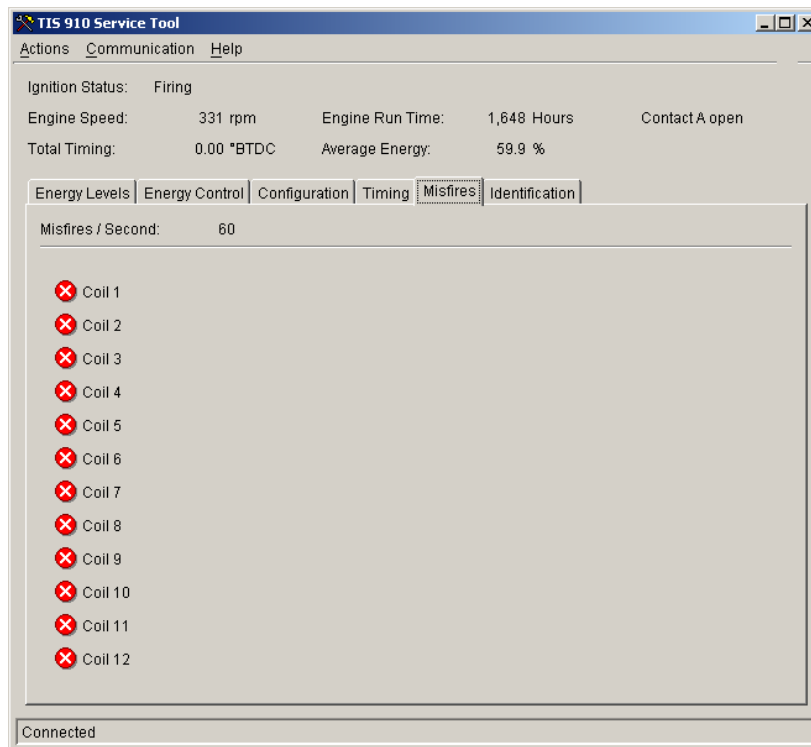 TIS 910 Service Tool
Actions Communication Help
Ignition Status: Firing
Engine Speed: 331 rpm Engine Run Time: 1,648 Hours Contact A open
Total Timing: 0.00 °BTDC Average Energy: 59.9 %
Energy Levels Energy Control Configuration Timing Misfires Identification
Misfires / Second: 60
Coil 1
Coil 2
Coil 3
Coil 4
Coil 5
Coil 6
Coil 7
Coil 8
Coil 9
Coil 10
Coil 11
Coil 12
Connected